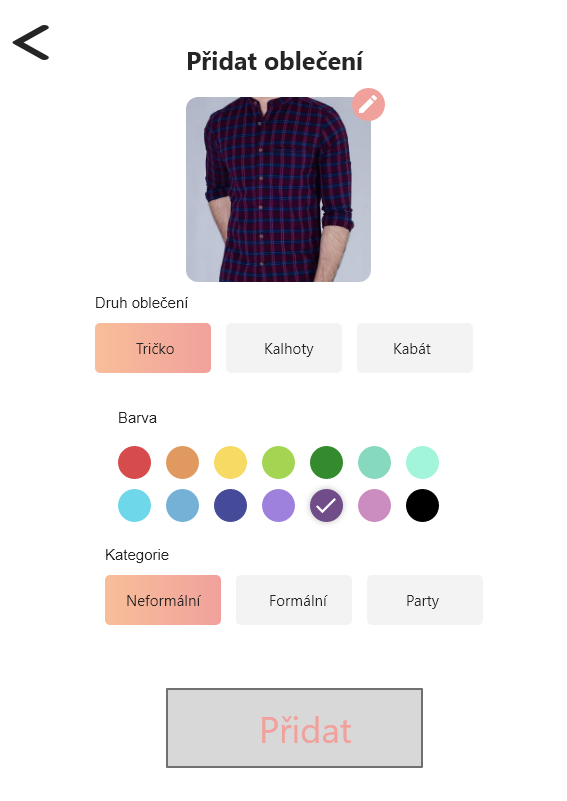 Přidat oblečení
Druh oblečení
Tričko Kalhoty Kabát
Barva
Kategorie
Neformální Formální Party
Přidat